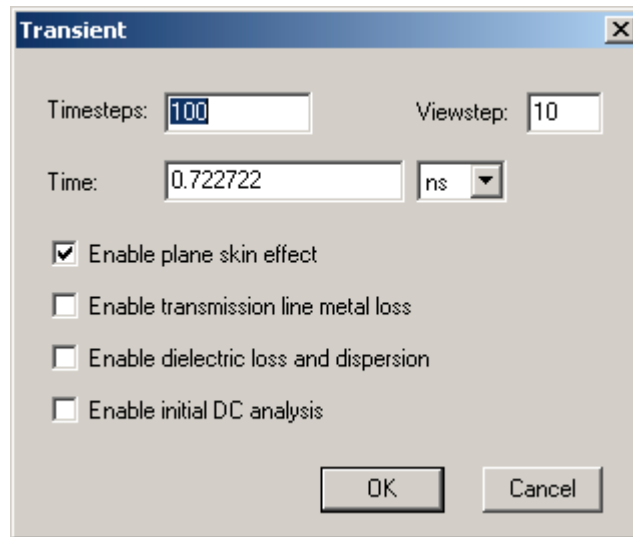 Transient
Timesteps: 100 Viewstep: 10
Time: 0.722722 ns
Enable plane skin effect
Enable transmission line metal loss
Enable dielectric loss and dispersion
Enable initial DC analysis
OK Cancel